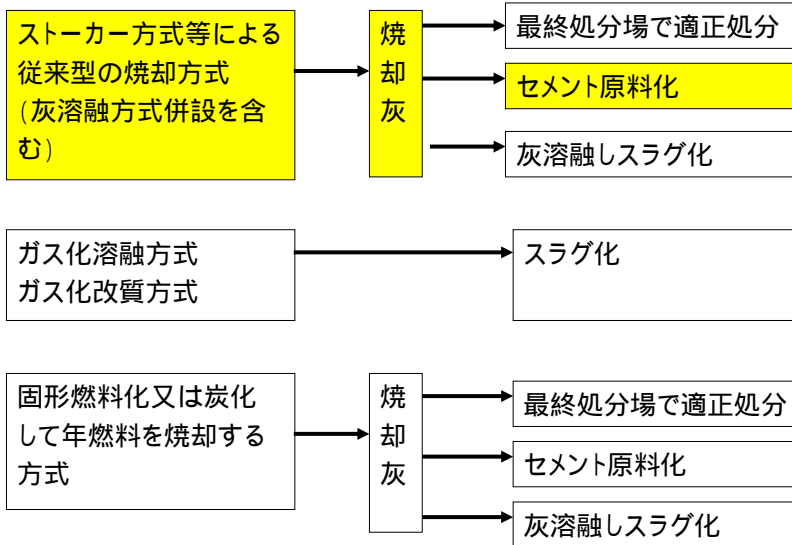 ストーカー方式等による
従来型の焼却方式
(灰溶融方式併設を含
む)
焼
却
灰
最終処分場で適正処分
セメント原料化
灰溶融しスラグ化
ガス化溶融方式
ガス化改質方式
スラグ化
固形燃料化又は炭化
して年燃料を焼却する
方式
焼
却
灰
最終処分場で適正処分
セメント原料化
灰溶融しスラグ化